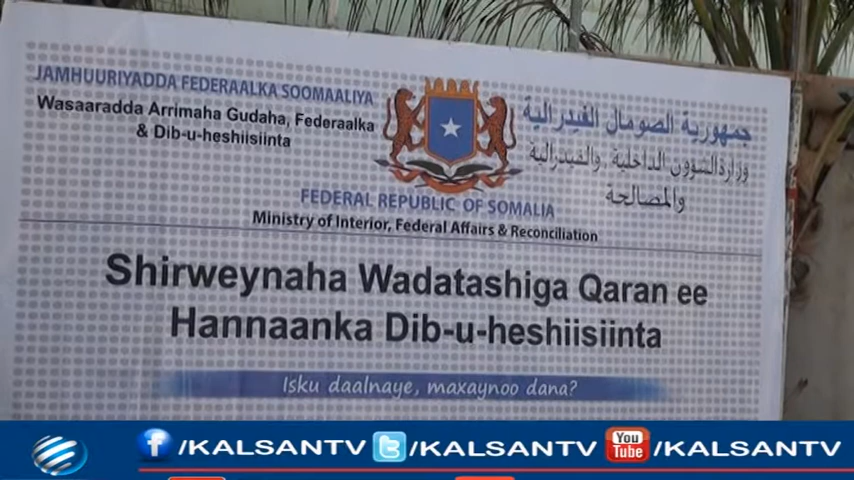 JAMHUURIYADDA FEDERAALKA SOOMAALIYA
Wasaaradda Arrimaha Gudaha, Federaalka
& Dib-u-heshiisiinta
جمهورية الصومال الفيدرالية
وزارة الشؤون الداخلية , والفيدرالية
والمصالحة
FEDERAL REPUBLIC OF SOMALIA
Ministry of Interior, Federal Affairs & Reconciliation
Shirweynaha Wadatashiga Qaran ee
Hannaanka Dib-u-heshiisiinta
Isku daalnaye, maxaynoo dana?
f /KALSANTV t /KALSANTV You Tube /KALSANTV